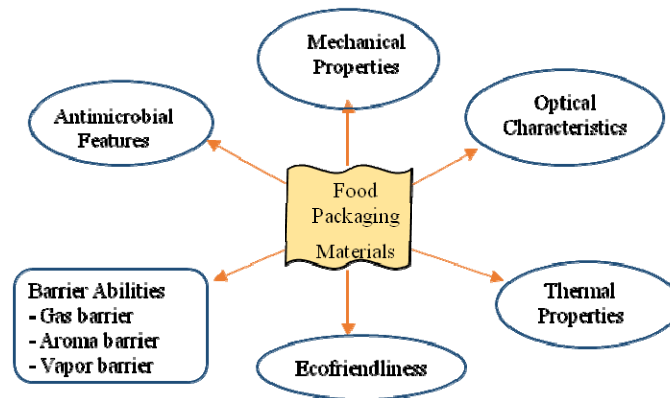 Mechanical
Properties
Antimicrobial
Features
Optical
Characteristics
Food
Packaging
Materials
Barrier Abilities
- Gas barrier
- Aroma barrier
- Vapor barrier
Thermal
Properties
Ecofriendliness